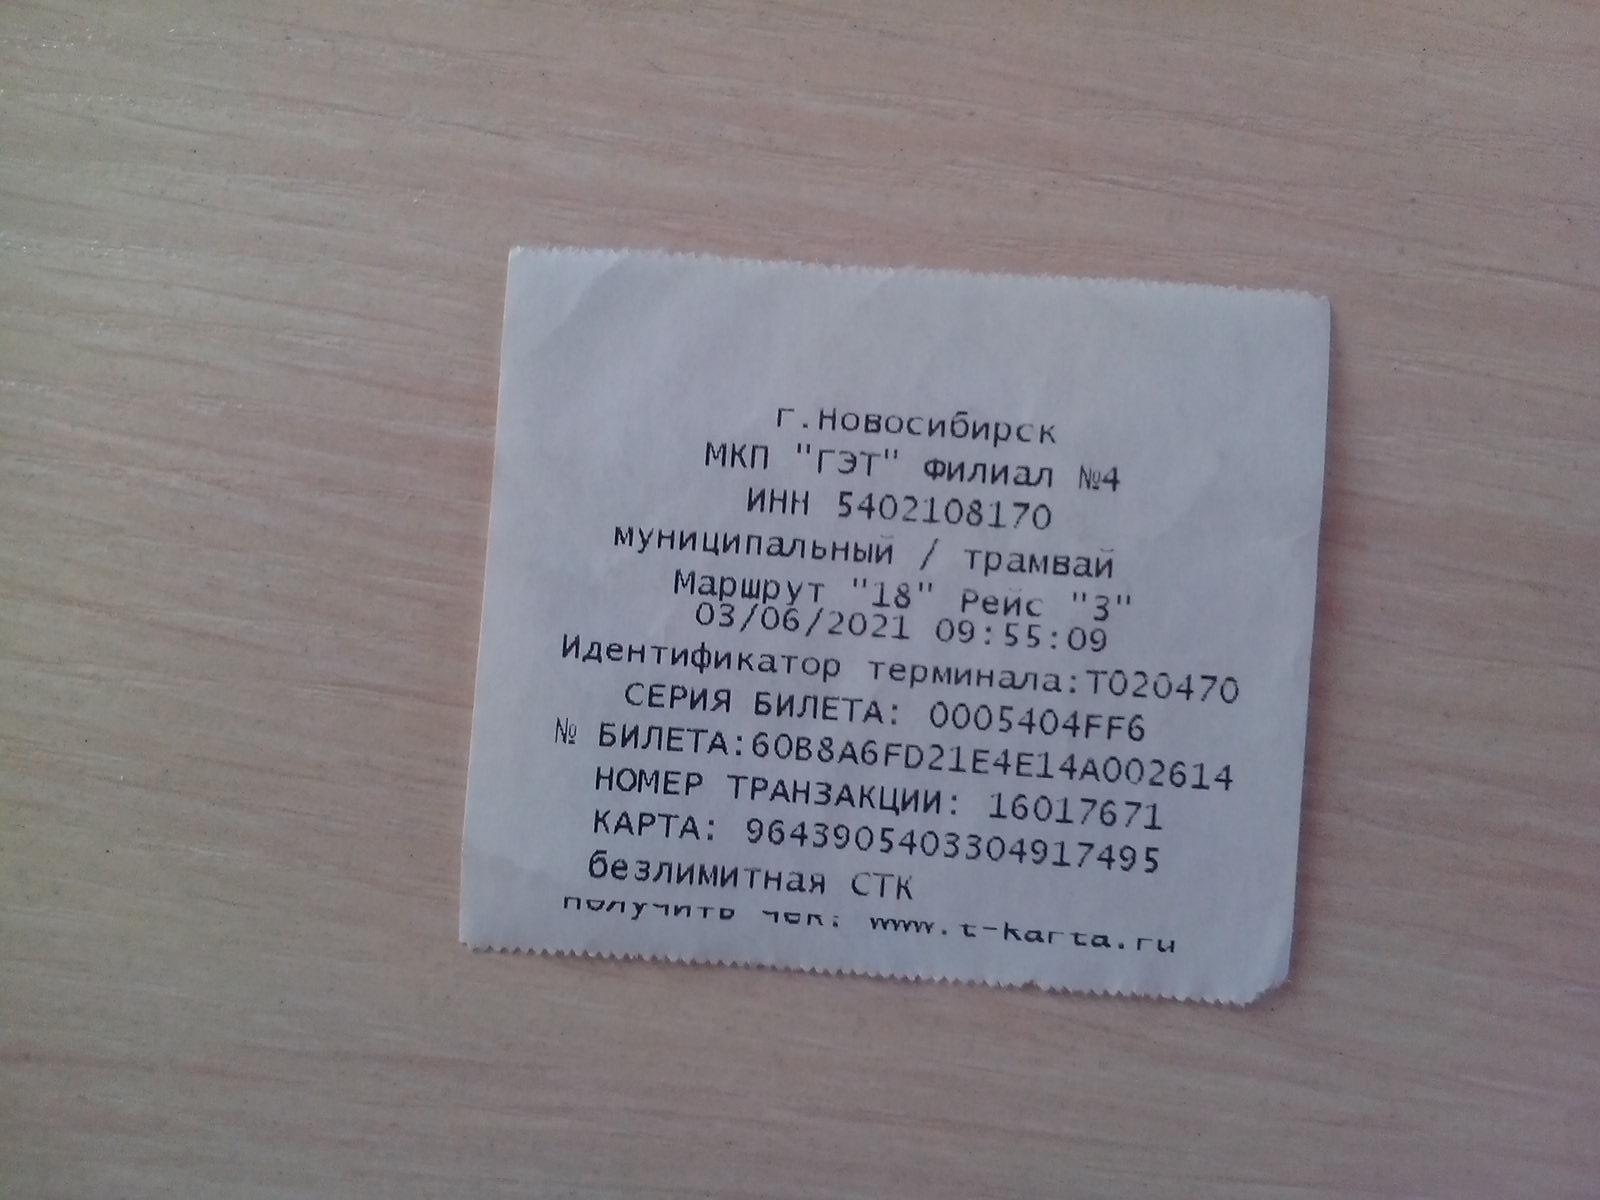 г.Новосибирск
МКП "ГЭТ" Филиал №4
ИНН 5402108170
муниципальный / трамвай
Маршрут "18" Рейс "3"
03/06/2021 09:55:09
Идентификатор терминала:T020470
СЕРИЯ БИЛЕТА: 0005404FF6
№ БИЛЕТА:60B8A6FD21E4E14A002614
НОМЕР ТРАНЗАКЦИИ: 16017671
КАРТА: 9643905403304917495
безлимитная СТК
получить чек: www.t-karta.ru